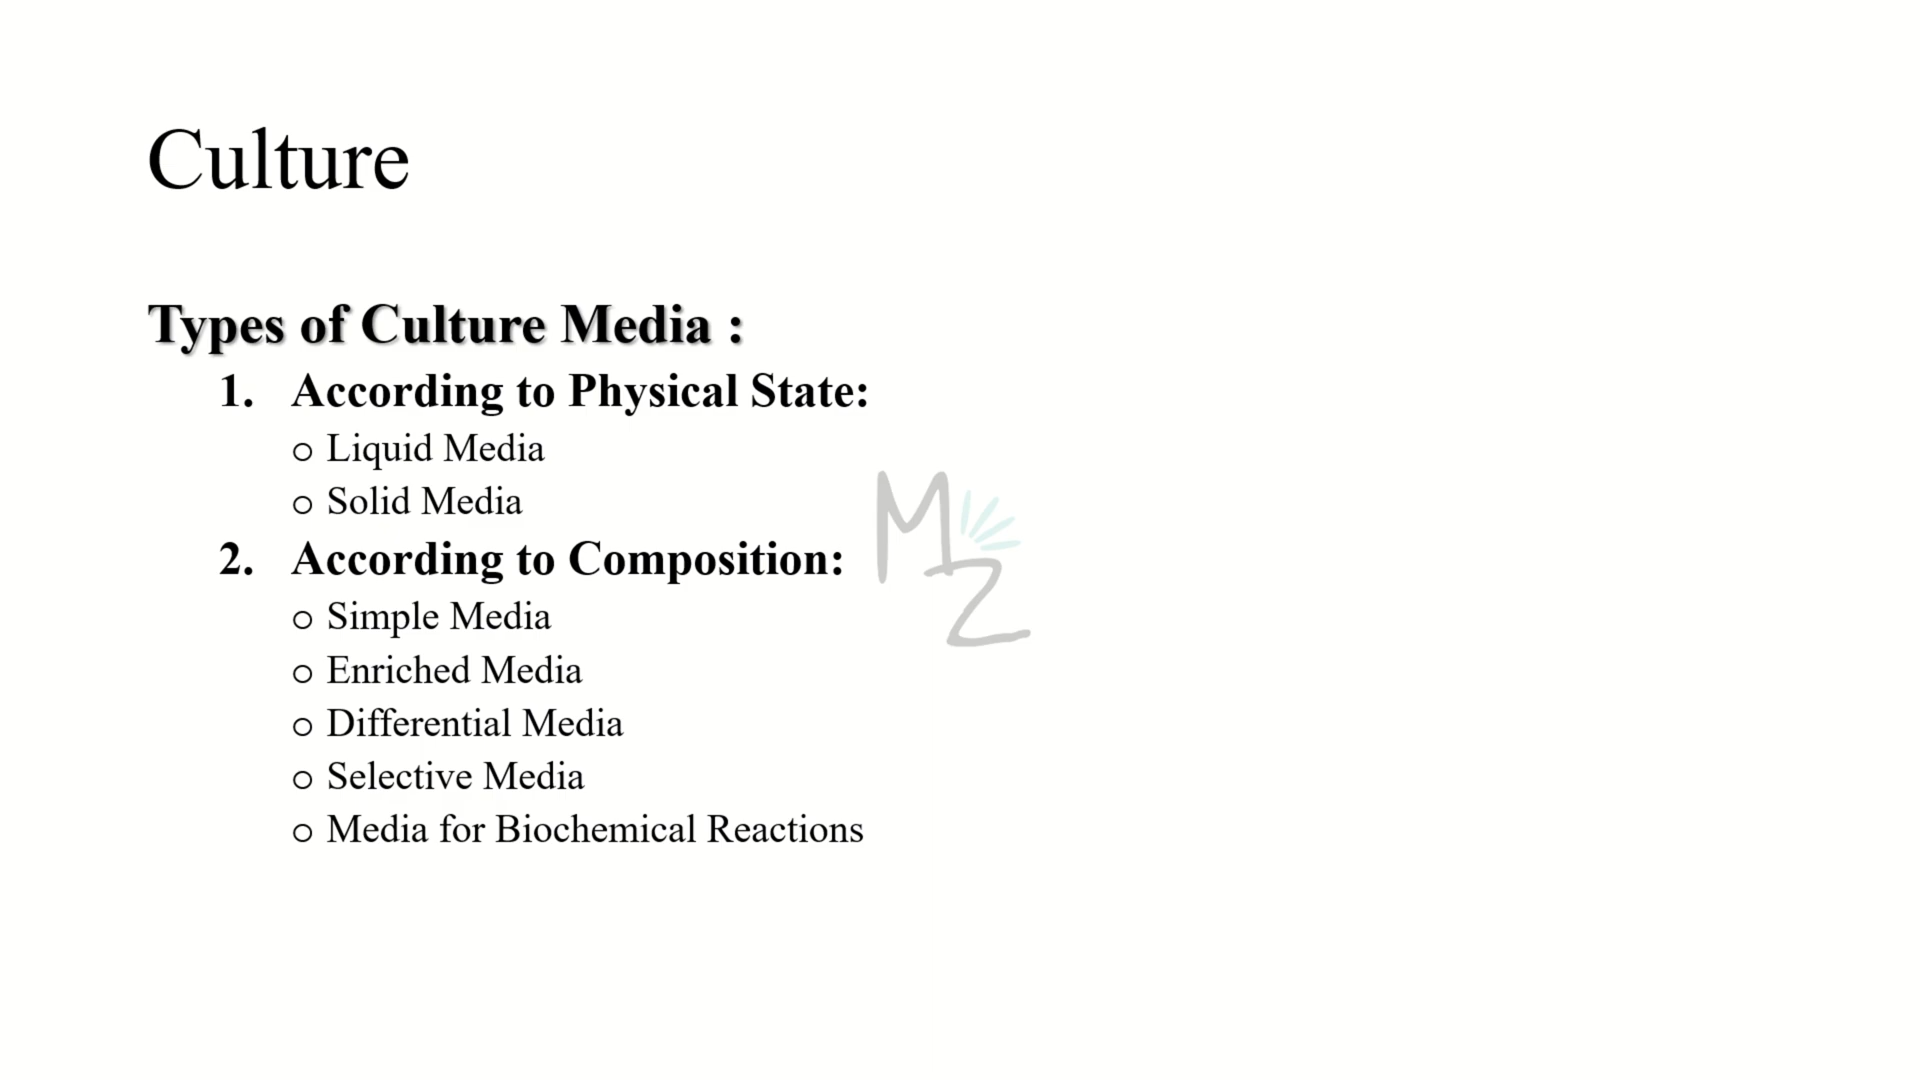 Culture
Types of Culture Media :
1. According to Physical State:
o Liquid Media
o Solid Media
2. According to Composition:
o Simple Media
o Enriched Media
o Differential Media
o Selective Media
o Media for Biochemical Reactions
MZ